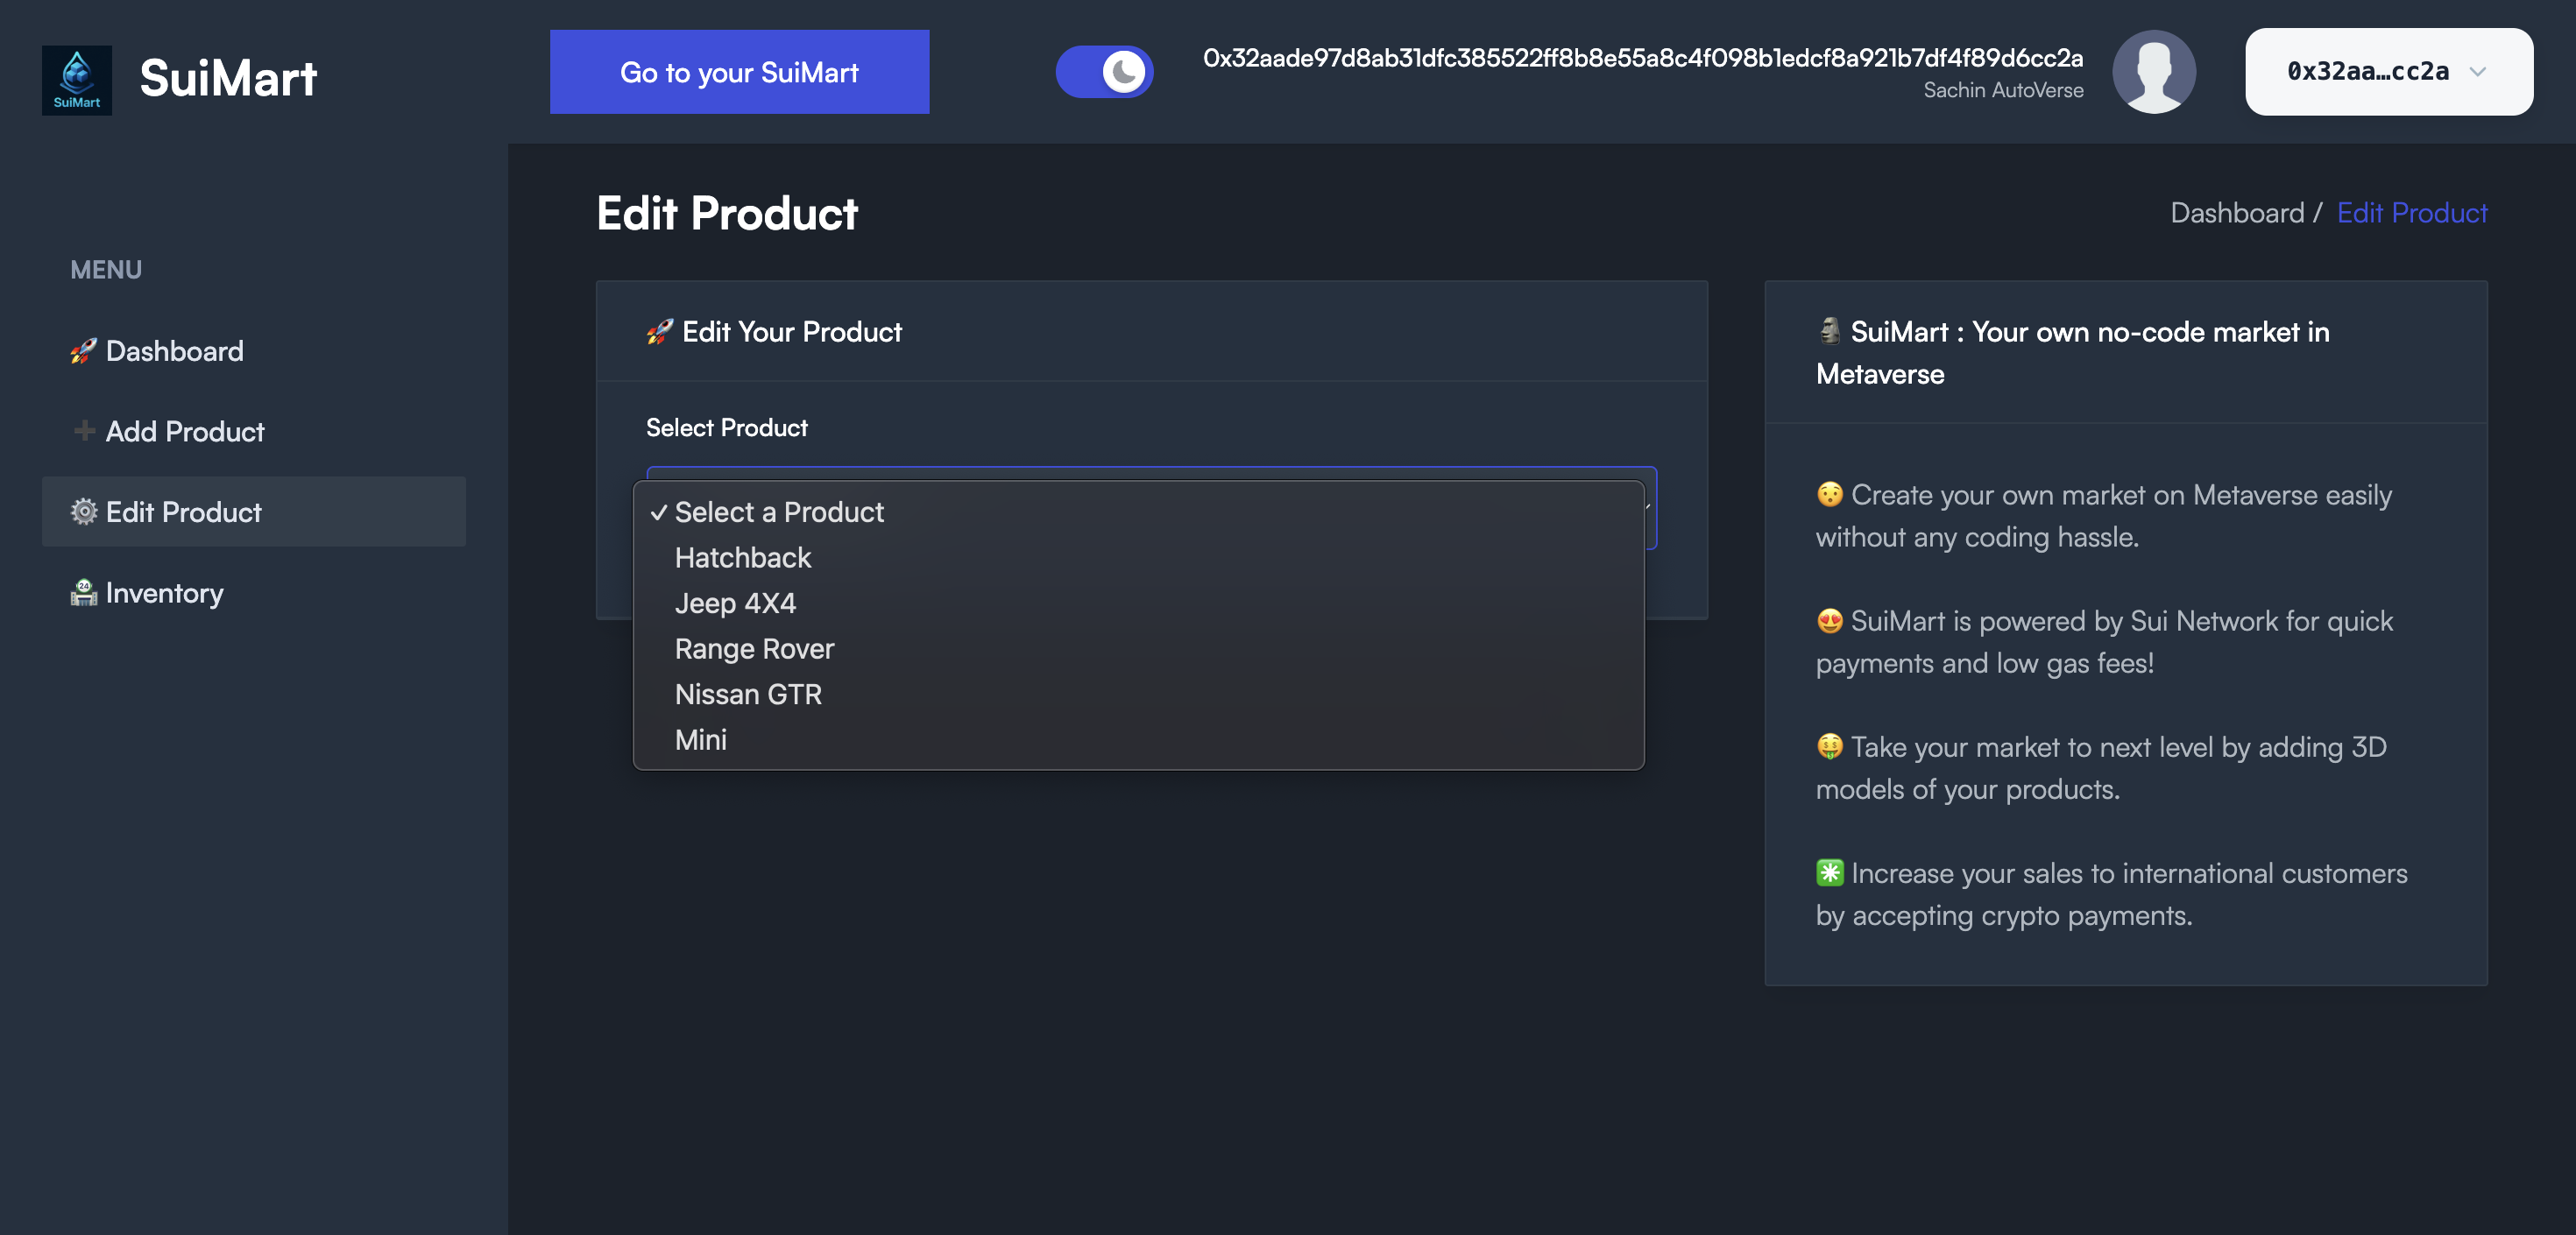 SuiMart
SuiMart
Go to your SuiMart
0x32aade97d8ab31dfc385522ff8b8e55a8c4f098b1edcf8a921b7df4f89d6cc2a
Sachin AutoVerse
0x32aa…cc2a
MENU
🚀 Dashboard
➕ Add Product
⚙️ Edit Product
🏪 Inventory
Edit Product
Dashboard / Edit Product
🚀 Edit Your Product
Select Product
✓ Select a Product
Hatchback
Jeep 4X4
Range Rover
Nissan GTR
Mini
🗿 SuiMart : Your own no-code market in
Metaverse
😯 Create your own market on Metaverse easily
without any coding hassle.
😍 SuiMart is powered by Sui Network for quick
payments and low gas fees!
🤑 Take your market to next level by adding 3D
models of your products.
✳️ Increase your sales to international customers
by accepting crypto payments.